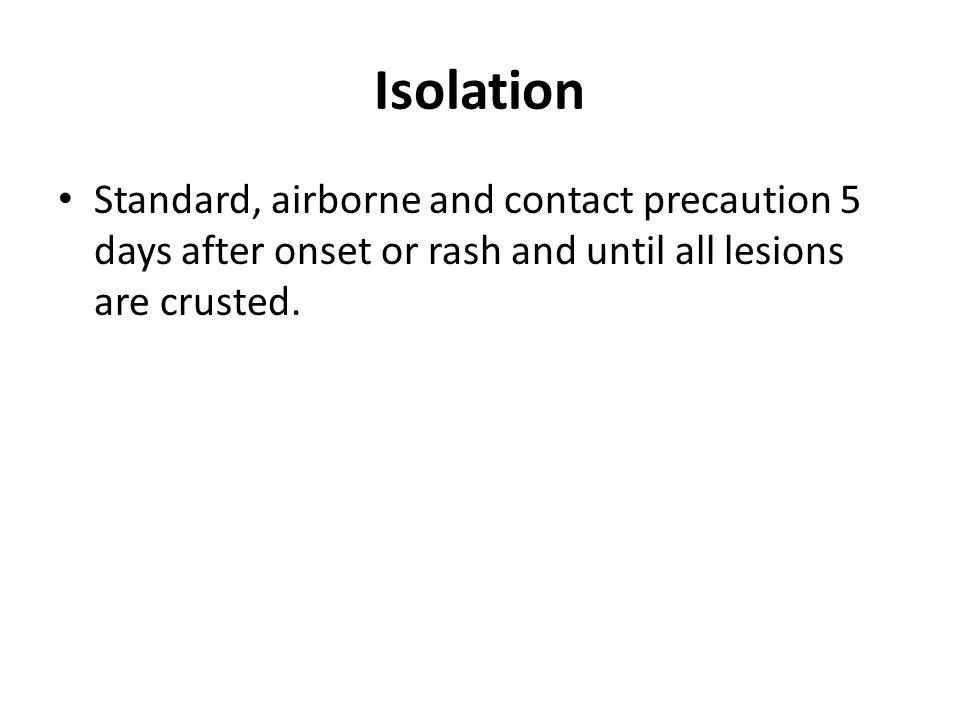 Isolation
• Standard, airborne and contact precaution 5
days after onset or rash and until all lesions
are crusted.